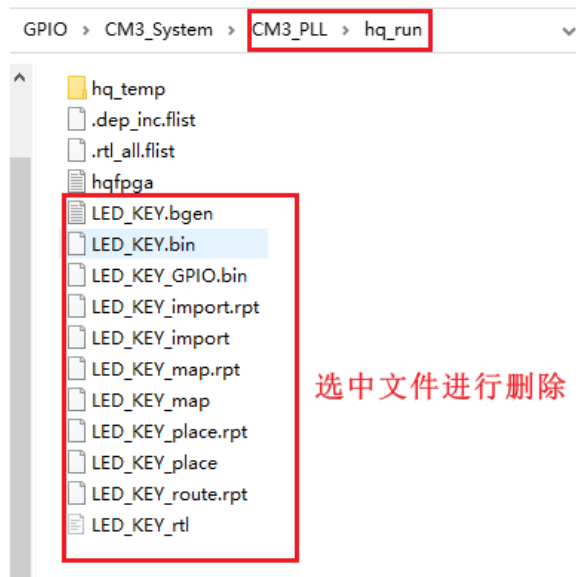 GPIO > CM3_System > CM3_PLL > hq_run
hq_temp
.dep_inc.flist
.rtl_all.flist
hqfpga
LED_KEY.bgen
LED_KEY.bin
LED_KEY_GPIO.bin
LED_KEY_import.rpt
LED_KEY_import
LED_KEY_map.rpt
选中文件进行删除
LED_KEY_map
LED_KEY_place.rpt
LED_KEY_place
LED_KEY_route.rpt
LED_KEY_rtl